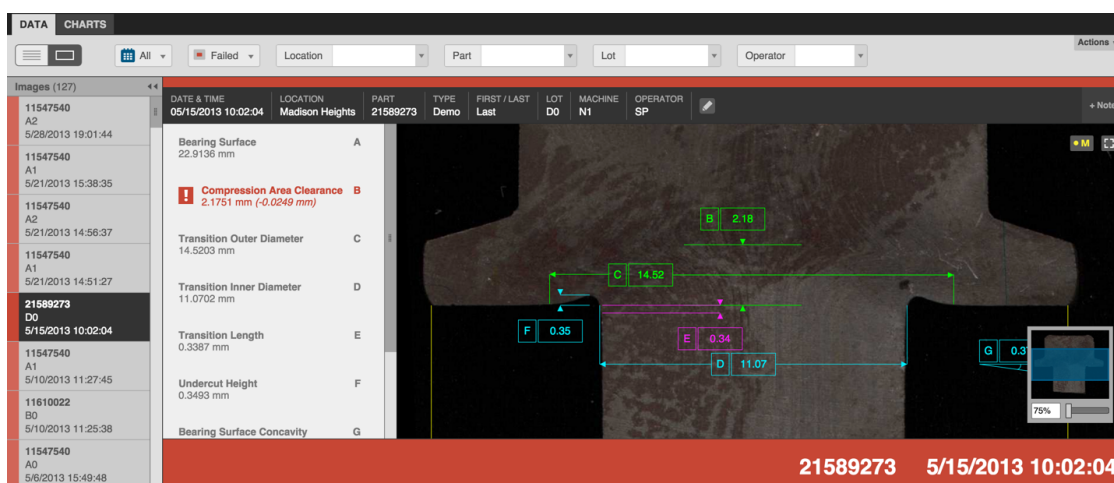 DATA CHARTS
All Failed Location Part Lot Operator
Actions
Images (127)
11547540
A2
5/28/2013 19:01:44
11547540
A1
5/21/2013 15:38:35
11547540
A2
5/21/2013 14:56:37
11547540
A1
5/21/2013 14:51:27
21589273
D0
5/15/2013 10:02:04
11547540
A1
5/10/2013 11:27:45
11610022
B0
5/10/2013 11:25:38
11547540
A0
5/6/2013 15:49:48
DATE & TIME LOCATION PART TYPE FIRST / LAST LOT MACHINE OPERATOR
05/15/2013 10:02:04 Madison Heights 21589273 Demo Last D0 N1 SP
+ Note
Bearing Surface A
22.9136 mm
! Compression Area Clearance B
2.1751 mm (-0.0249 mm)
Transition Outer Diameter C
14.5203 mm
Transition Inner Diameter D
11.0702 mm
Transition Length E
0.3387 mm
Undercut Height F
0.3493 mm
Bearing Surface Concavity G
M
B 2.18
C 14.52
F 0.35
E 0.34
D 11.07
G
75%
21589273 5/15/2013 10:02:04